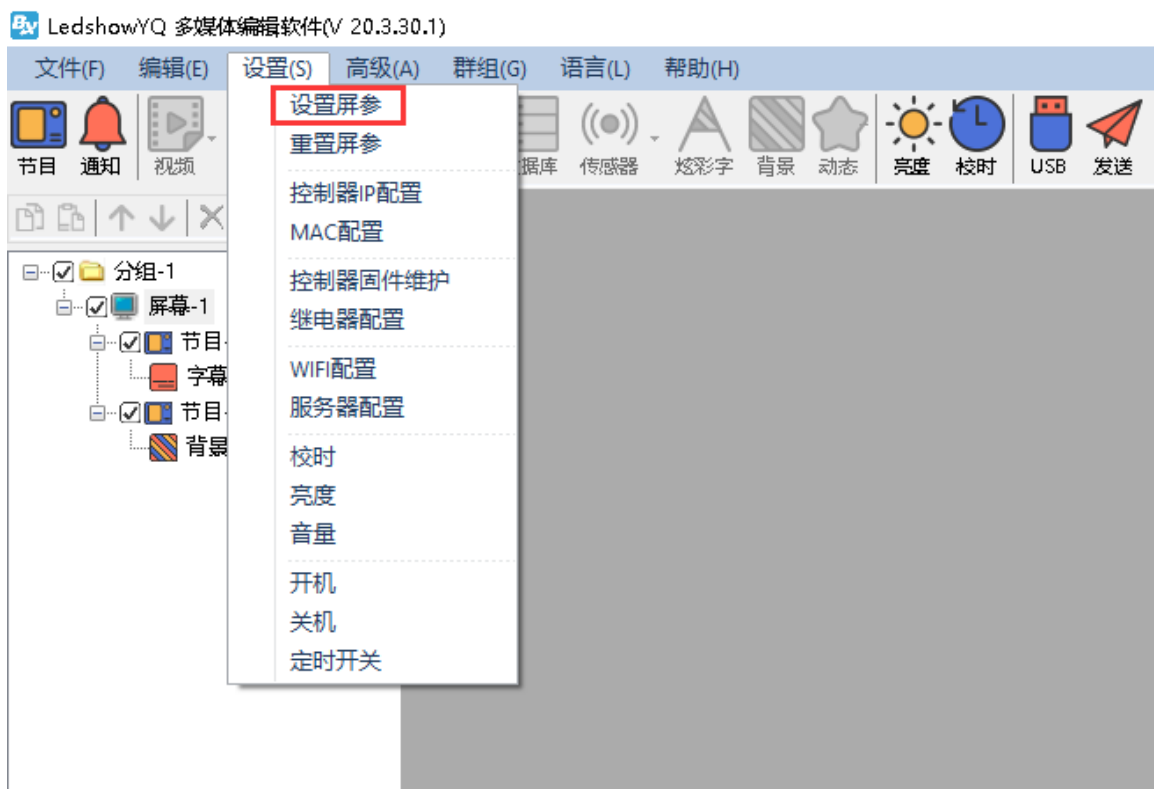 LedshowYQ 多媒体编辑软件(V 20.3.30.1)
文件(F) 编辑(E) 设置(S) 高级(A) 群组(G) 语言(L) 帮助(H)
节目 通知 视频 据库 传感器 炫彩字 背景 动态 亮度 校时 USB 发送
设置屏参
重置屏参
控制器IP配置
MAC配置
控制器固件维护
继电器配置
WIFI配置
服务器配置
校时
亮度
音量
开机
关机
定时开关
分组-1
屏幕-1
节目-
字幕
节目-
背景